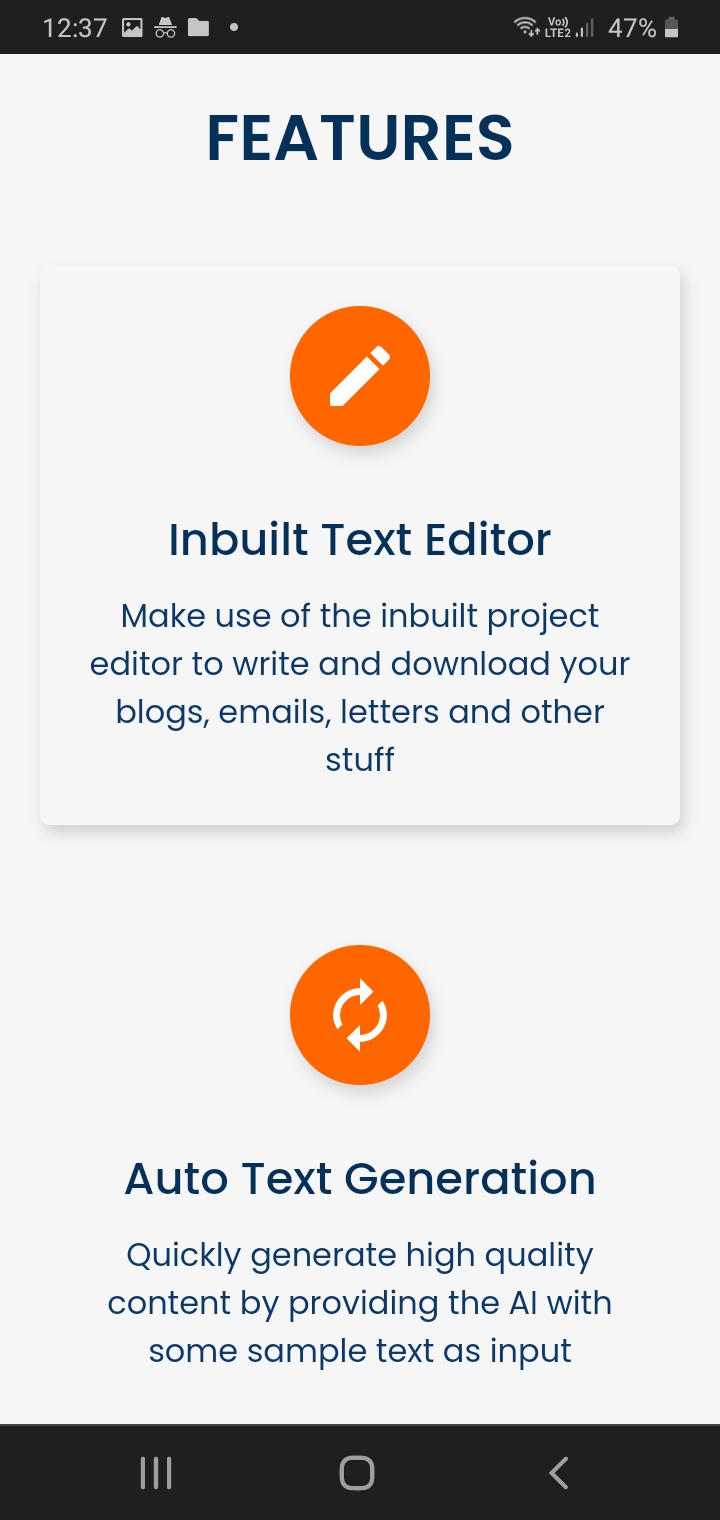 12:37
Vo))
LTE2
47%
FEATURES
Inbuilt Text Editor
Make use of the inbuilt project
editor to write and download your
blogs, emails, letters and other
stuff
Auto Text Generation
Quickly generate high quality
content by providing the AI with
some sample text as input